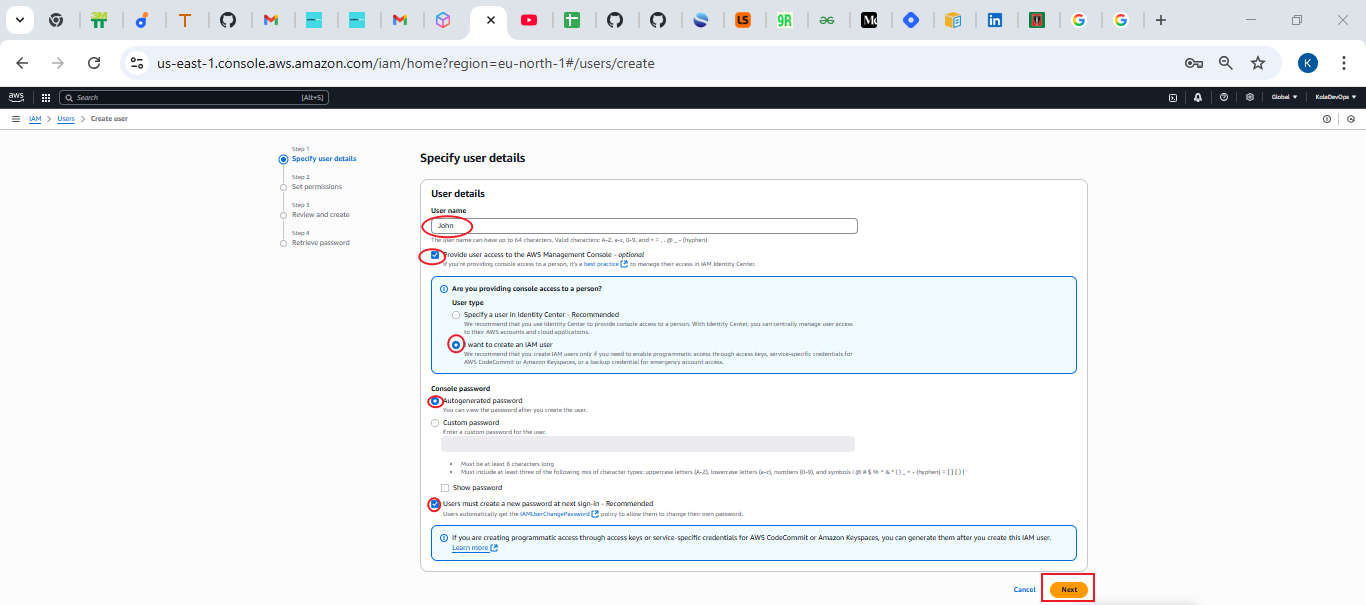 3M
TT
T
LS
9R
Mc
in
us-east-1.console.aws.amazon.com/iam/home?region=eu-north-1#/users/create
K
aws
Search
[Alt+S]
Global
KolaDevOps
IAM > Users > Create user
Step 1
Specify user details
Step 2
Set permissions
Step 3
Review and create
Step 4
Retrieve password
Specify user details
User details
User name
John
The user name can have up to 64 characters. Valid characters: A-Z, a-z, 0-9, and + = , . @ _ - (hyphen)
Provide user access to the AWS Management Console - optional
If you're providing console access to a person, it's a best practice to manage their access in IAM Identity Center.
Are you providing console access to a person?
User type
Specify a user in Identity Center - Recommended
We recommend that you use Identity Center to provide console access to a person. With Identity Center, you can centrally manage user access
to their AWS accounts and cloud applications.
I want to create an IAM user
We recommend that you create IAM users only if you need to enable programmatic access through access keys, service-specific credentials for
AWS CodeCommit or Amazon Keyspaces, or a backup credential for emergency account access.
Console password
Autogenerated password
You can view the password after you create the user.
Custom password
Enter a custom password for the user.
• Must be at least 8 characters long
• Must include at least three of the following mix of character types: uppercase letters (A-Z), lowercase letters (a-z), numbers (0-9), and symbols ! @ # $ % ^ & * ( ) _ + - (hyphen) = [ ] { } | '
Show password
Users must create a new password at next sign-in - Recommended
Users automatically get the IAMUserChangePassword policy to allow them to change their own password.
If you are creating programmatic access through access keys or service-specific credentials for AWS CodeCommit or Amazon Keyspaces, you can generate them after you create this IAM user.
Learn more
Cancel
Next